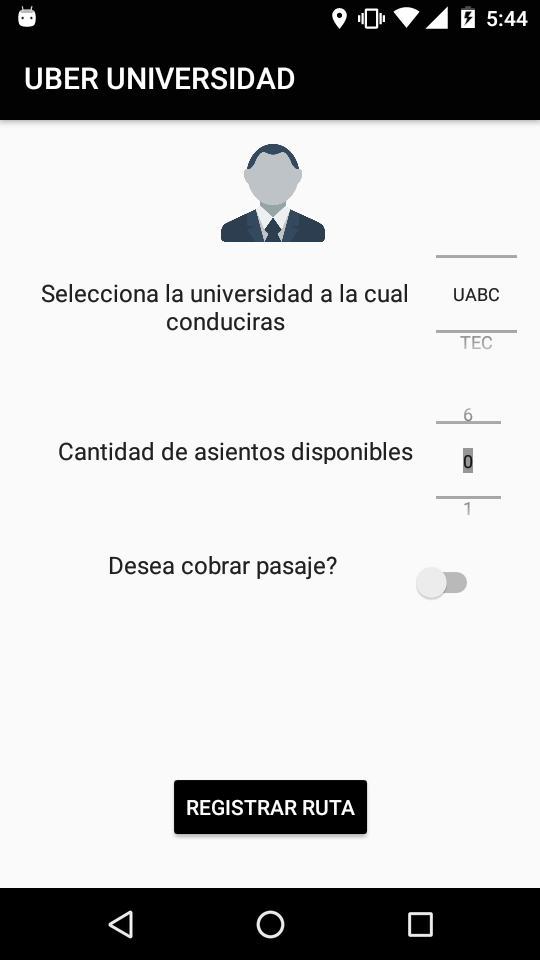 5:44
UBER UNIVERSIDAD
Selecciona la universidad a la cual
conduciras
UABC
TEC
6
Cantidad de asientos disponibles
0
1
Desea cobrar pasaje?
REGISTRAR RUTA